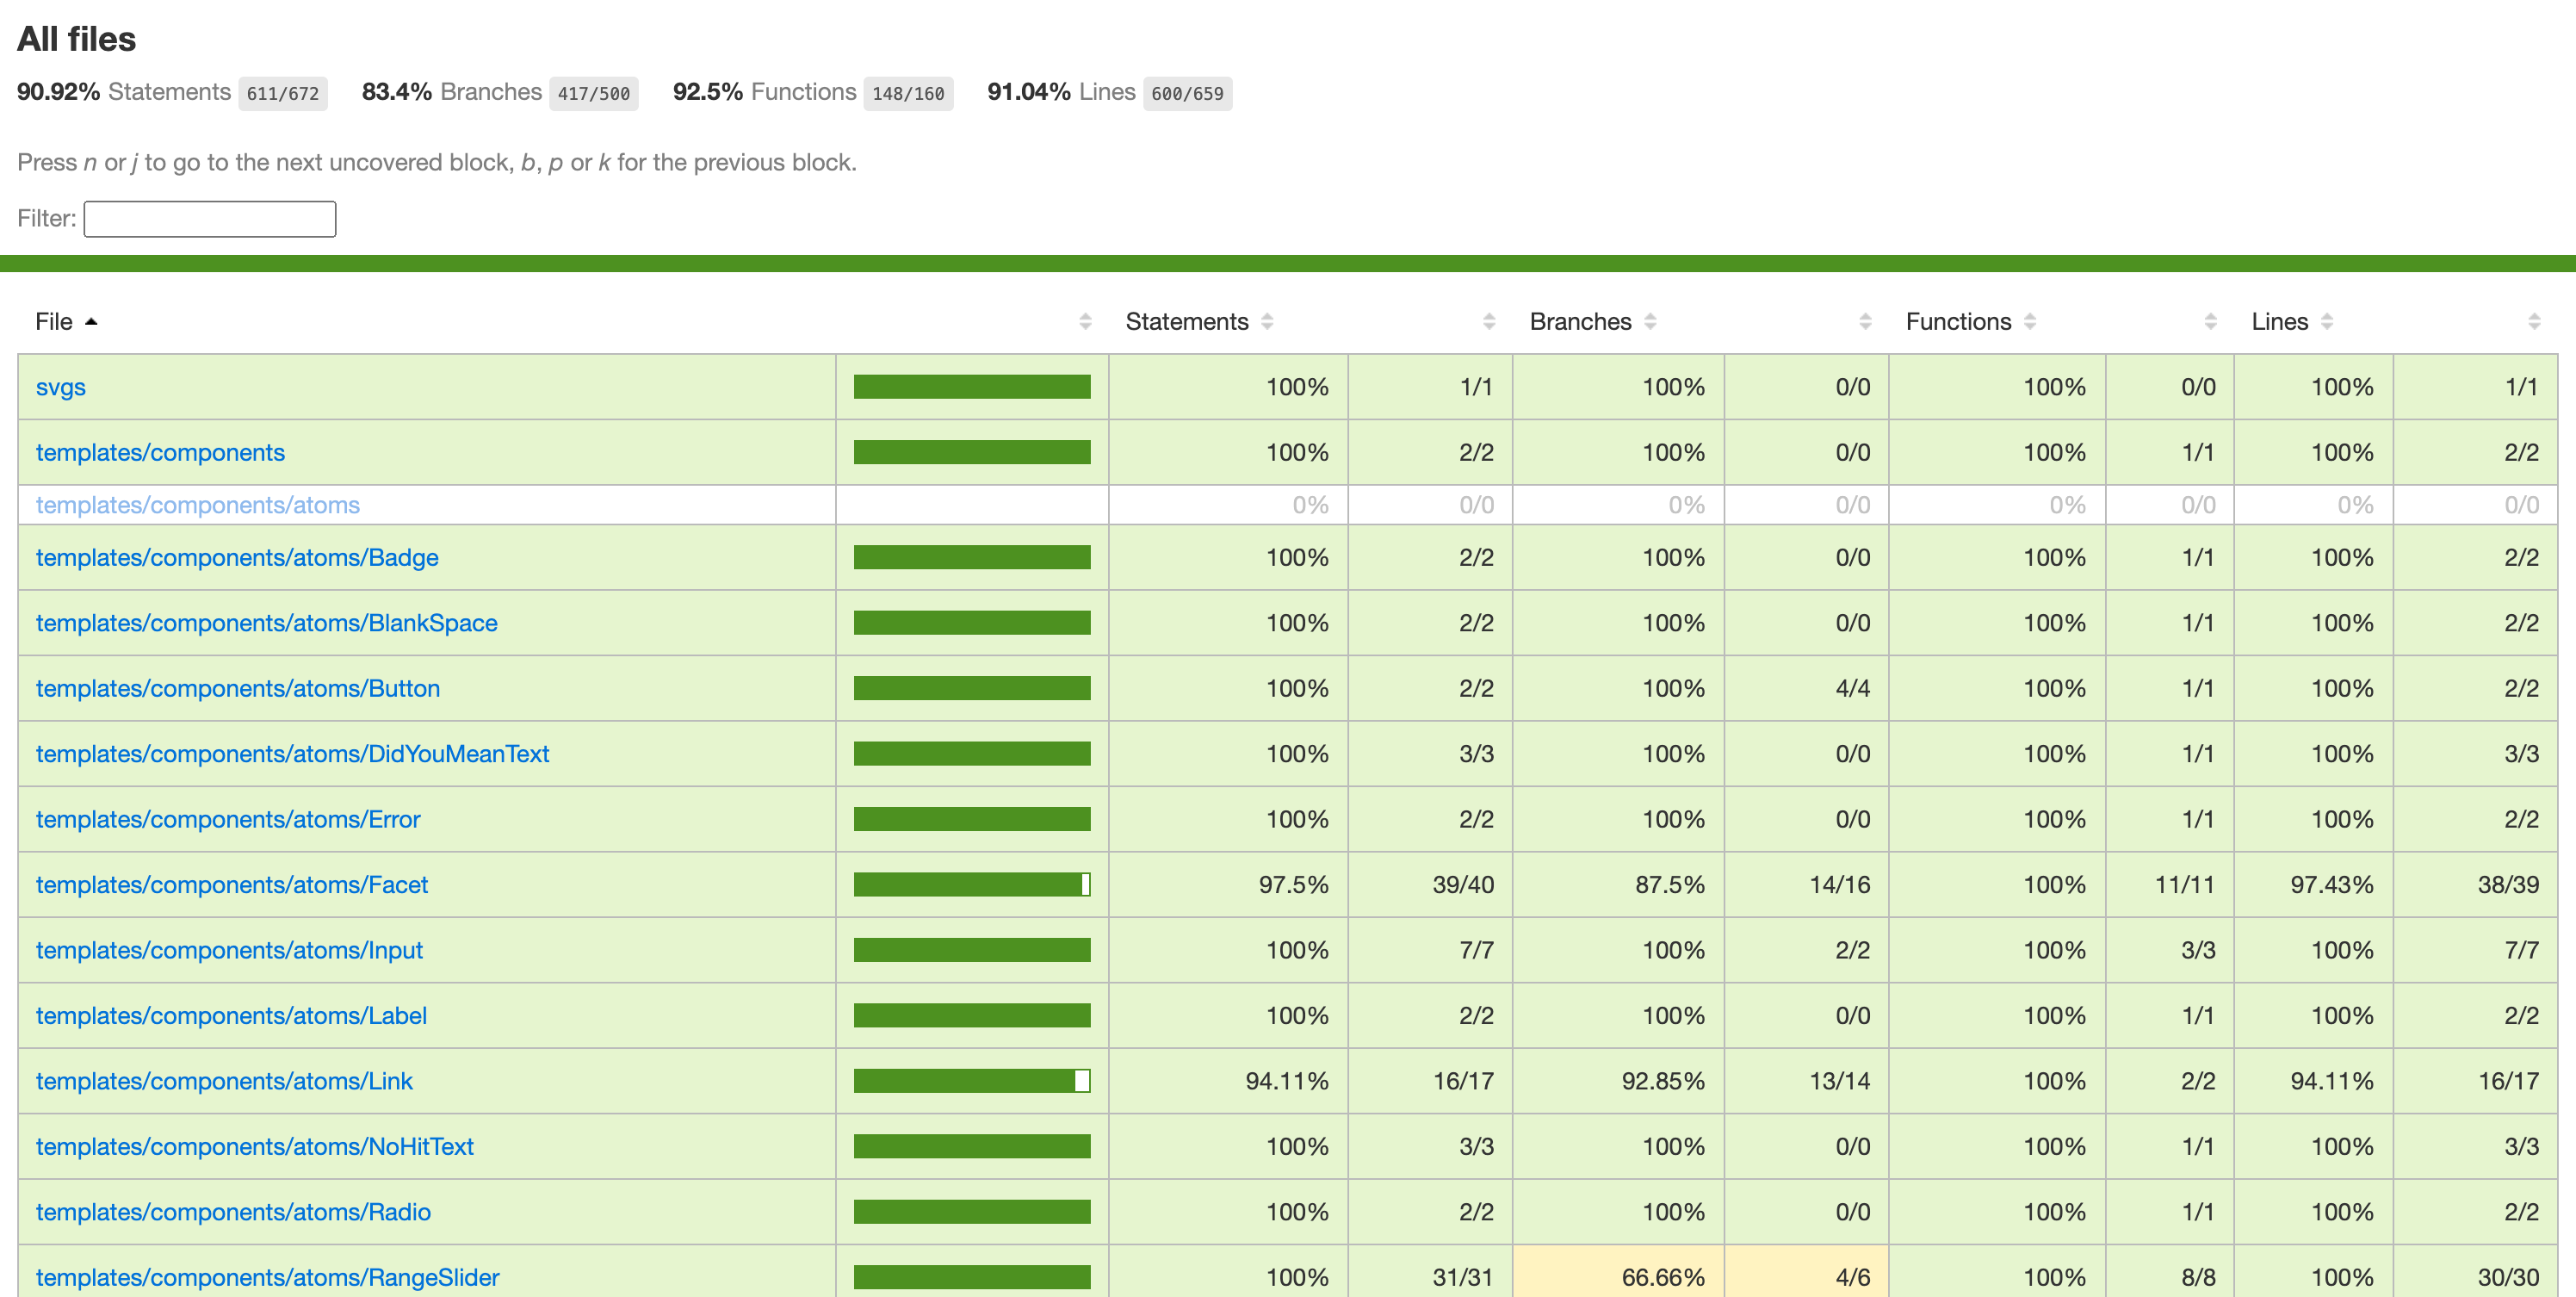 All files
90.92% Statements 611/672 83.4% Branches 417/500 92.5% Functions 148/160 91.04% Lines 600/659
Press n or j to go to the next uncovered block, b, p or k for the previous block.
Filter:
File Statements Branches Functions Lines
svgs 100% 1/1 100% 0/0 100% 0/0 100% 1/1
templates/components 100% 2/2 100% 0/0 100% 1/1 100% 2/2
templates/components/atoms 0% 0/0 0% 0/0 0% 0/0 0% 0/0
templates/components/atoms/Badge 100% 2/2 100% 0/0 100% 1/1 100% 2/2
templates/components/atoms/BlankSpace 100% 2/2 100% 0/0 100% 1/1 100% 2/2
templates/components/atoms/Button 100% 2/2 100% 4/4 100% 1/1 100% 2/2
templates/components/atoms/DidYouMeanText 100% 3/3 100% 0/0 100% 1/1 100% 3/3
templates/components/atoms/Error 100% 2/2 100% 0/0 100% 1/1 100% 2/2
templates/components/atoms/Facet 97.5% 39/40 87.5% 14/16 100% 11/11 97.43% 38/39
templates/components/atoms/Input 100% 7/7 100% 2/2 100% 3/3 100% 7/7
templates/components/atoms/Label 100% 2/2 100% 0/0 100% 1/1 100% 2/2
templates/components/atoms/Link 94.11% 16/17 92.85% 13/14 100% 2/2 94.11% 16/17
templates/components/atoms/NoHitText 100% 3/3 100% 0/0 100% 1/1 100% 3/3
templates/components/atoms/Radio 100% 2/2 100% 0/0 100% 1/1 100% 2/2
templates/components/atoms/RangeSlider 100% 31/31 66.66% 4/6 100% 8/8 100% 30/30